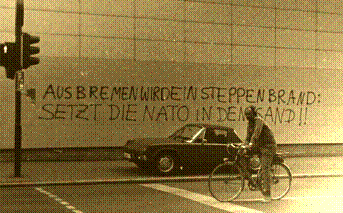 AUS BREMEN WIRD EIN STEPPENBRAND:
SETZT DIE NATO IN DEN SAND!!